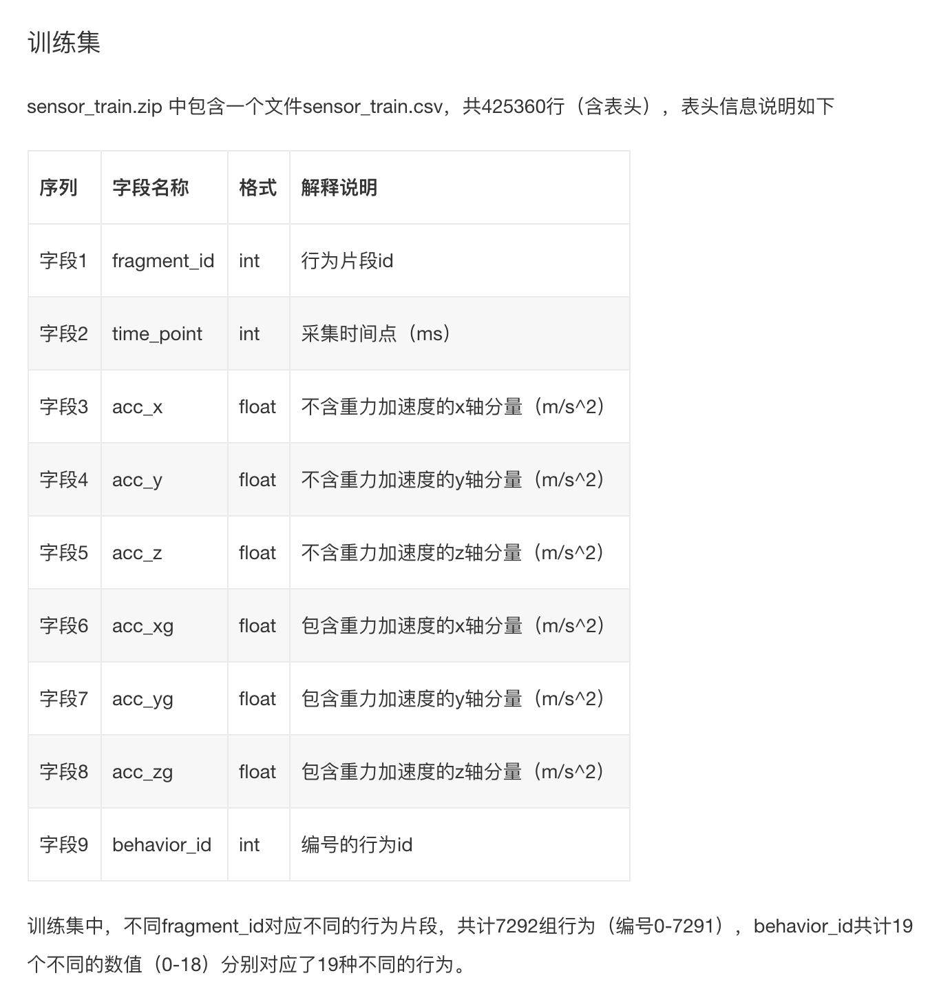 训练集
sensor_train.zip 中包含一个文件sensor_train.csv，共425360行（含表头），表头信息说明如下
序列 字段名称 格式 解释说明
字段1 fragment_id int 行为片段id
字段2 time_point int 采集时间点（ms）
字段3 acc_x float 不含重力加速度的x轴分量（m/s^2）
字段4 acc_y float 不含重力加速度的y轴分量（m/s^2）
字段5 acc_z float 不含重力加速度的z轴分量（m/s^2）
字段6 acc_xg float 包含重力加速度的x轴分量（m/s^2）
字段7 acc_yg float 包含重力加速度的y轴分量（m/s^2）
字段8 acc_zg float 包含重力加速度的z轴分量（m/s^2）
字段9 behavior_id int 编号的行为id
训练集中，不同fragment_id对应不同的行为片段，共计7292组行为（编号0-7291），behavior_id共计19
个不同的数值（0-18）分别对应了19种不同的行为。